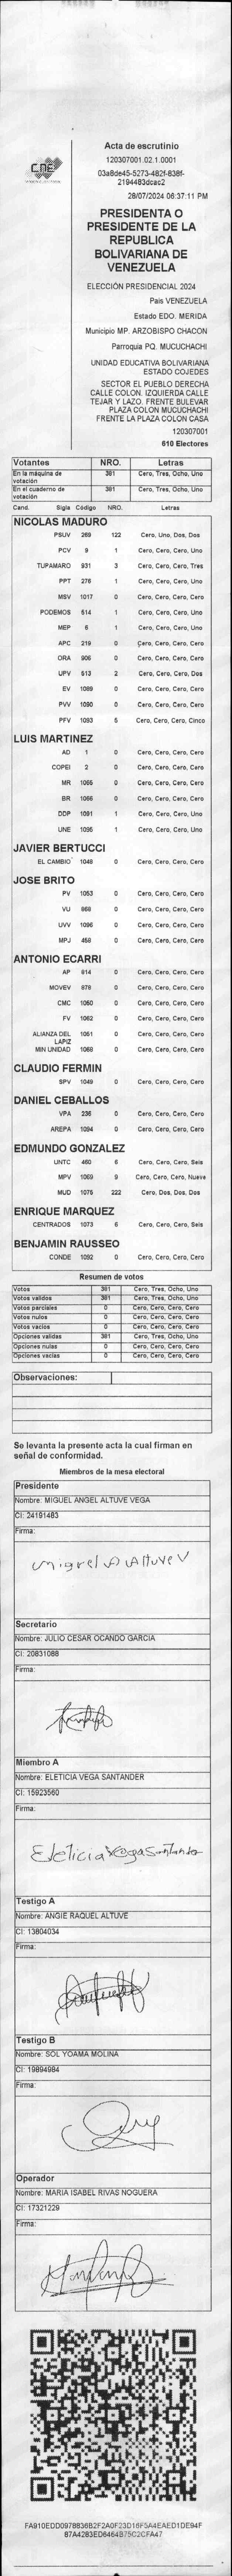 CNE
Acta de escrutinio
120307001.02.1.0001
03a8de45-5273-482f-838f-
2194483dcac2
28/07/2024 06:37:11 PM
PRESIDENTA O
PRESIDENTE DE LA
REPUBLICA
BOLIVARIANA DE
VENEZUELA
ELECCIÓN PRESIDENCIAL 2024
Pais VENEZUELA
Estado EDO. MERIDA
Municipio MP. ARZOBISPO CHACON
Parroquia PQ. MUCUCHACHI
UNIDAD EDUCATIVA BOLIVARIANA
ESTADO COJEDES
SECTOR EL PUEBLO DERECHA
CALLE COLON. IZQUIERDA CALLE
TEJAR Y LAZO. FRENTE BULEVAR
PLAZA COLON MUCUCHACHI
FRENTE LA PLAZA COLON CASA
120307001
610 Electores
Votantes NRO. Letras
En la máquina de votación 381 Cero, Tres, Ocho, Uno
En el cuaderno de votación 381 Cero, Tres, Ocho, Uno
Cand. Sigla Código NRO. Letras
NICOLAS MADURO
PSUV 269 122 Cero, Uno, Dos, Dos
PCV 9 1 Cero, Cero, Cero, Uno
TUPAMARO 931 3 Cero, Cero, Cero, Tres
PPT 276 1 Cero, Cero, Cero, Uno
MSV 1017 0 Cero, Cero, Cero, Cero
PODEMOS 514 1 Cero, Cero, Cero, Uno
MEP 6 1 Cero, Cero, Cero, Uno
APC 219 0 Cero, Cero, Cero, Cero
ORA 906 0 Cero, Cero, Cero, Cero
UPV 513 2 Cero, Cero, Cero, Dos
EV 1089 0 Cero, Cero, Cero, Cero
PVV 1090 0 Cero, Cero, Cero, Cero
PFV 1093 5 Cero, Cero, Cero, Cinco
LUIS MARTINEZ
AD 1 0 Cero, Cero, Cero, Cero
COPEI 2 0 Cero, Cero, Cero, Cero
MR 1065 0 Cero, Cero, Cero, Cero
BR 1066 0 Cero, Cero, Cero, Cero
DDP 1091 1 Cero, Cero, Cero, Uno
UNE 1095 1 Cero, Cero, Cero, Uno
JAVIER BERTUCCI
EL CAMBIO 1048 0 Cero, Cero, Cero, Cero
JOSE BRITO
PV 1053 0 Cero, Cero, Cero, Cero
VU 868 0 Cero, Cero, Cero, Cero
UVV 1096 0 Cero, Cero, Cero, Cero
MPJ 458 0 Cero, Cero, Cero, Cero
ANTONIO ECARRI
AP 814 0 Cero, Cero, Cero, Cero
MOVEV 878 0 Cero, Cero, Cero, Cero
CMC 1050 0 Cero, Cero, Cero, Cero
FV 1062 0 Cero, Cero, Cero, Cero
ALIANZA DEL LAPIZ 1051 0 Cero, Cero, Cero, Cero
MIN UNIDAD 1068 0 Cero, Cero, Cero, Cero
CLAUDIO FERMIN
SPV 1049 0 Cero, Cero, Cero, Cero
DANIEL CEBALLOS
VPA 236 0 Cero, Cero, Cero, Cero
AREPA 1094 0 Cero, Cero, Cero, Cero
EDMUNDO GONZALEZ
UNTC 460 6 Cero, Cero, Cero, Seis
MPV 1069 9 Cero, Cero, Cero, Nueve
MUD 1075 222 Cero, Dos, Dos, Dos
ENRIQUE MARQUEZ
CENTRADOS 1073 6 Cero, Cero, Cero, Seis
BENJAMIN RAUSSEO
CONDE 1092 0 Cero, Cero, Cero, Cero
Resumen de votos
Votos 381 Cero, Tres, Ocho, Uno
Votos validos 381 Cero, Tres, Ocho, Uno
Votos parciales 0 Cero, Cero, Cero, Cero
Votos nulos 0 Cero, Cero, Cero, Cero
Votos vacios 0 Cero, Cero, Cero, Cero
Opciones validas 381 Cero, Tres, Ocho, Uno
Opciones nulas 0 Cero, Cero, Cero, Cero
Opciones vacias 0 Cero, Cero, Cero, Cero
Observaciones:
Se levanta la presente acta la cual firman en
señal de conformidad.
Miembros de la mesa electoral
Presidente
Nombre: MIGUEL ANGEL ALTUVE VEGA
CI: 24191483
Firma:
Miguel A Altuve V
Secretario
Nombre: JULIO CESAR OCANDO GARCIA
CI: 20831088
Firma:
Miembro A
Nombre: ELETICIA VEGA SANTANDER
CI: 15923560
Firma:
Eleticia Vega Santander
Testigo A
Nombre: ANGIE RAQUEL ALTUVE
CI: 13804034
Firma:
Testigo B
Nombre: SOL YOAMA MOLINA
CI: 19894984
Firma:
Operador
Nombre: MARIA ISABEL RIVAS NOGUERA
CI: 17321229
Firma:
FA910EDD0978836B2F2A0F23D16F5A4EAED1DE94F
87A4283ED6464B75C2CFA47